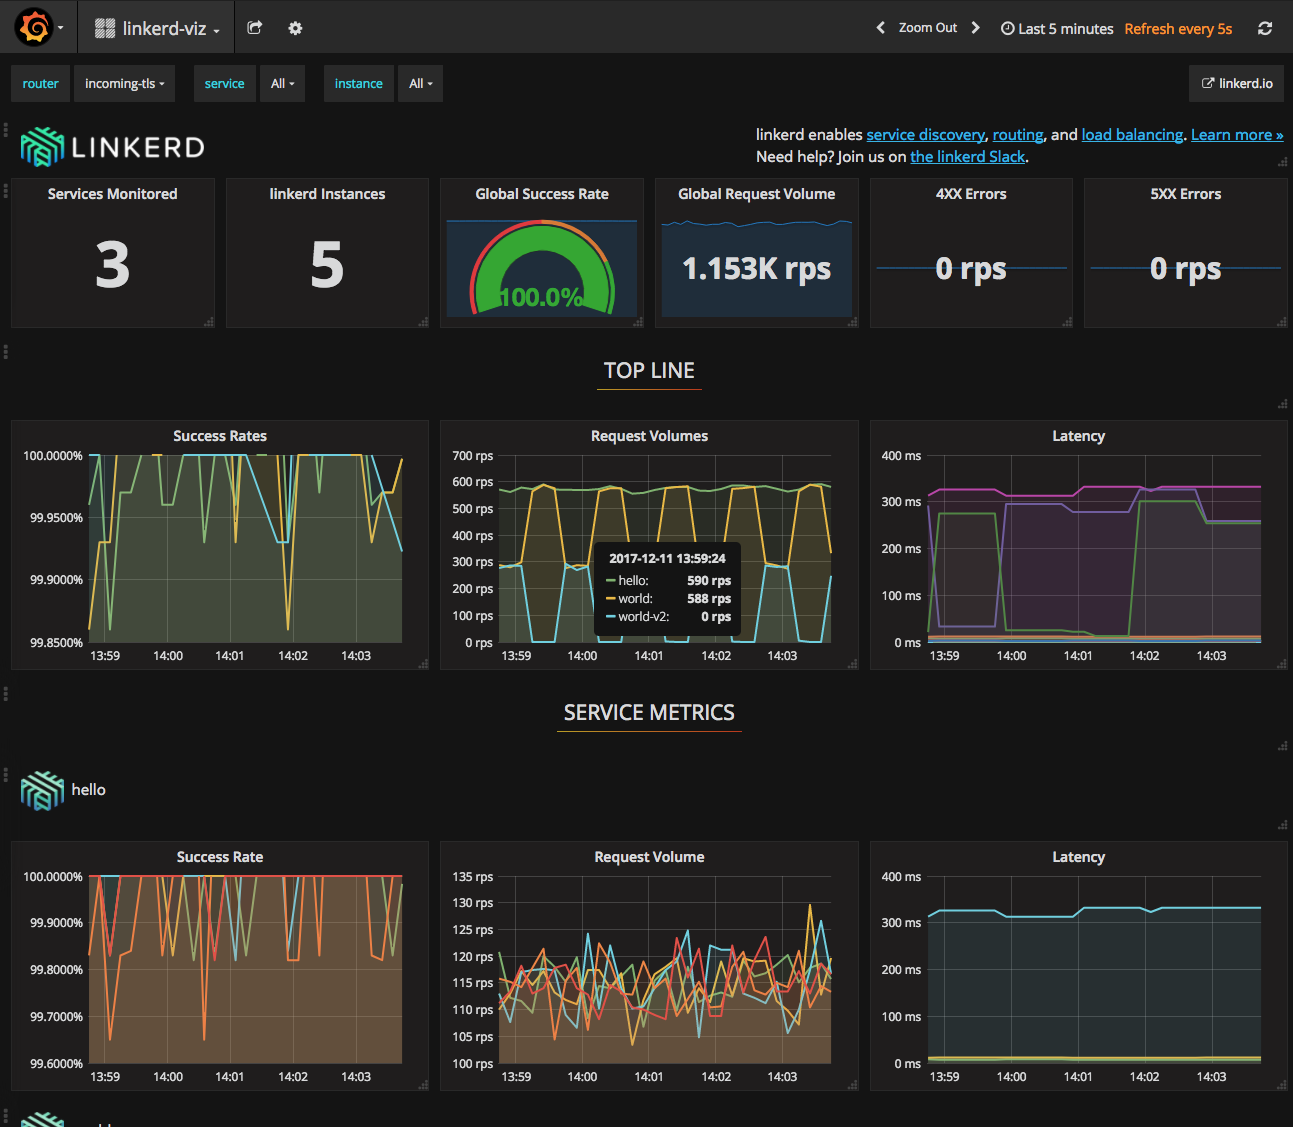 linkerd-viz
Zoom Out
Last 5 minutes
Refresh every 5s
router
incoming-tls
service
All
instance
All
linkerd.io
LINKERD
linkerd enables service discovery, routing, and load balancing. Learn more »
Need help? Join us on the linkerd Slack.
Services Monitored
3
linkerd Instances
5
Global Success Rate
100.0%
Global Request Volume
1.153K rps
4XX Errors
0 rps
5XX Errors
0 rps
TOP LINE
Success Rates
100.0000%
99.9500%
99.9000%
99.8500%
13:59 14:00 14:01 14:02 14:03
Request Volumes
700 rps
600 rps
500 rps
400 rps
300 rps
200 rps
100 rps
0 rps
13:59 14:00 14:01 14:02 14:03
2017-12-11 13:59:24
hello: 590 rps
world: 588 rps
world-v2: 0 rps
Latency
400 ms
300 ms
200 ms
100 ms
0 ms
13:59 14:00 14:01 14:02 14:03
SERVICE METRICS
hello
Success Rate
100.0000%
99.9000%
99.8000%
99.7000%
99.6000%
13:59 14:00 14:01 14:02 14:03
Request Volume
135 rps
130 rps
125 rps
120 rps
115 rps
110 rps
105 rps
100 rps
13:59 14:00 14:01 14:02 14:03
Latency
400 ms
300 ms
200 ms
100 ms
0 ms
13:59 14:00 14:01 14:02 14:03